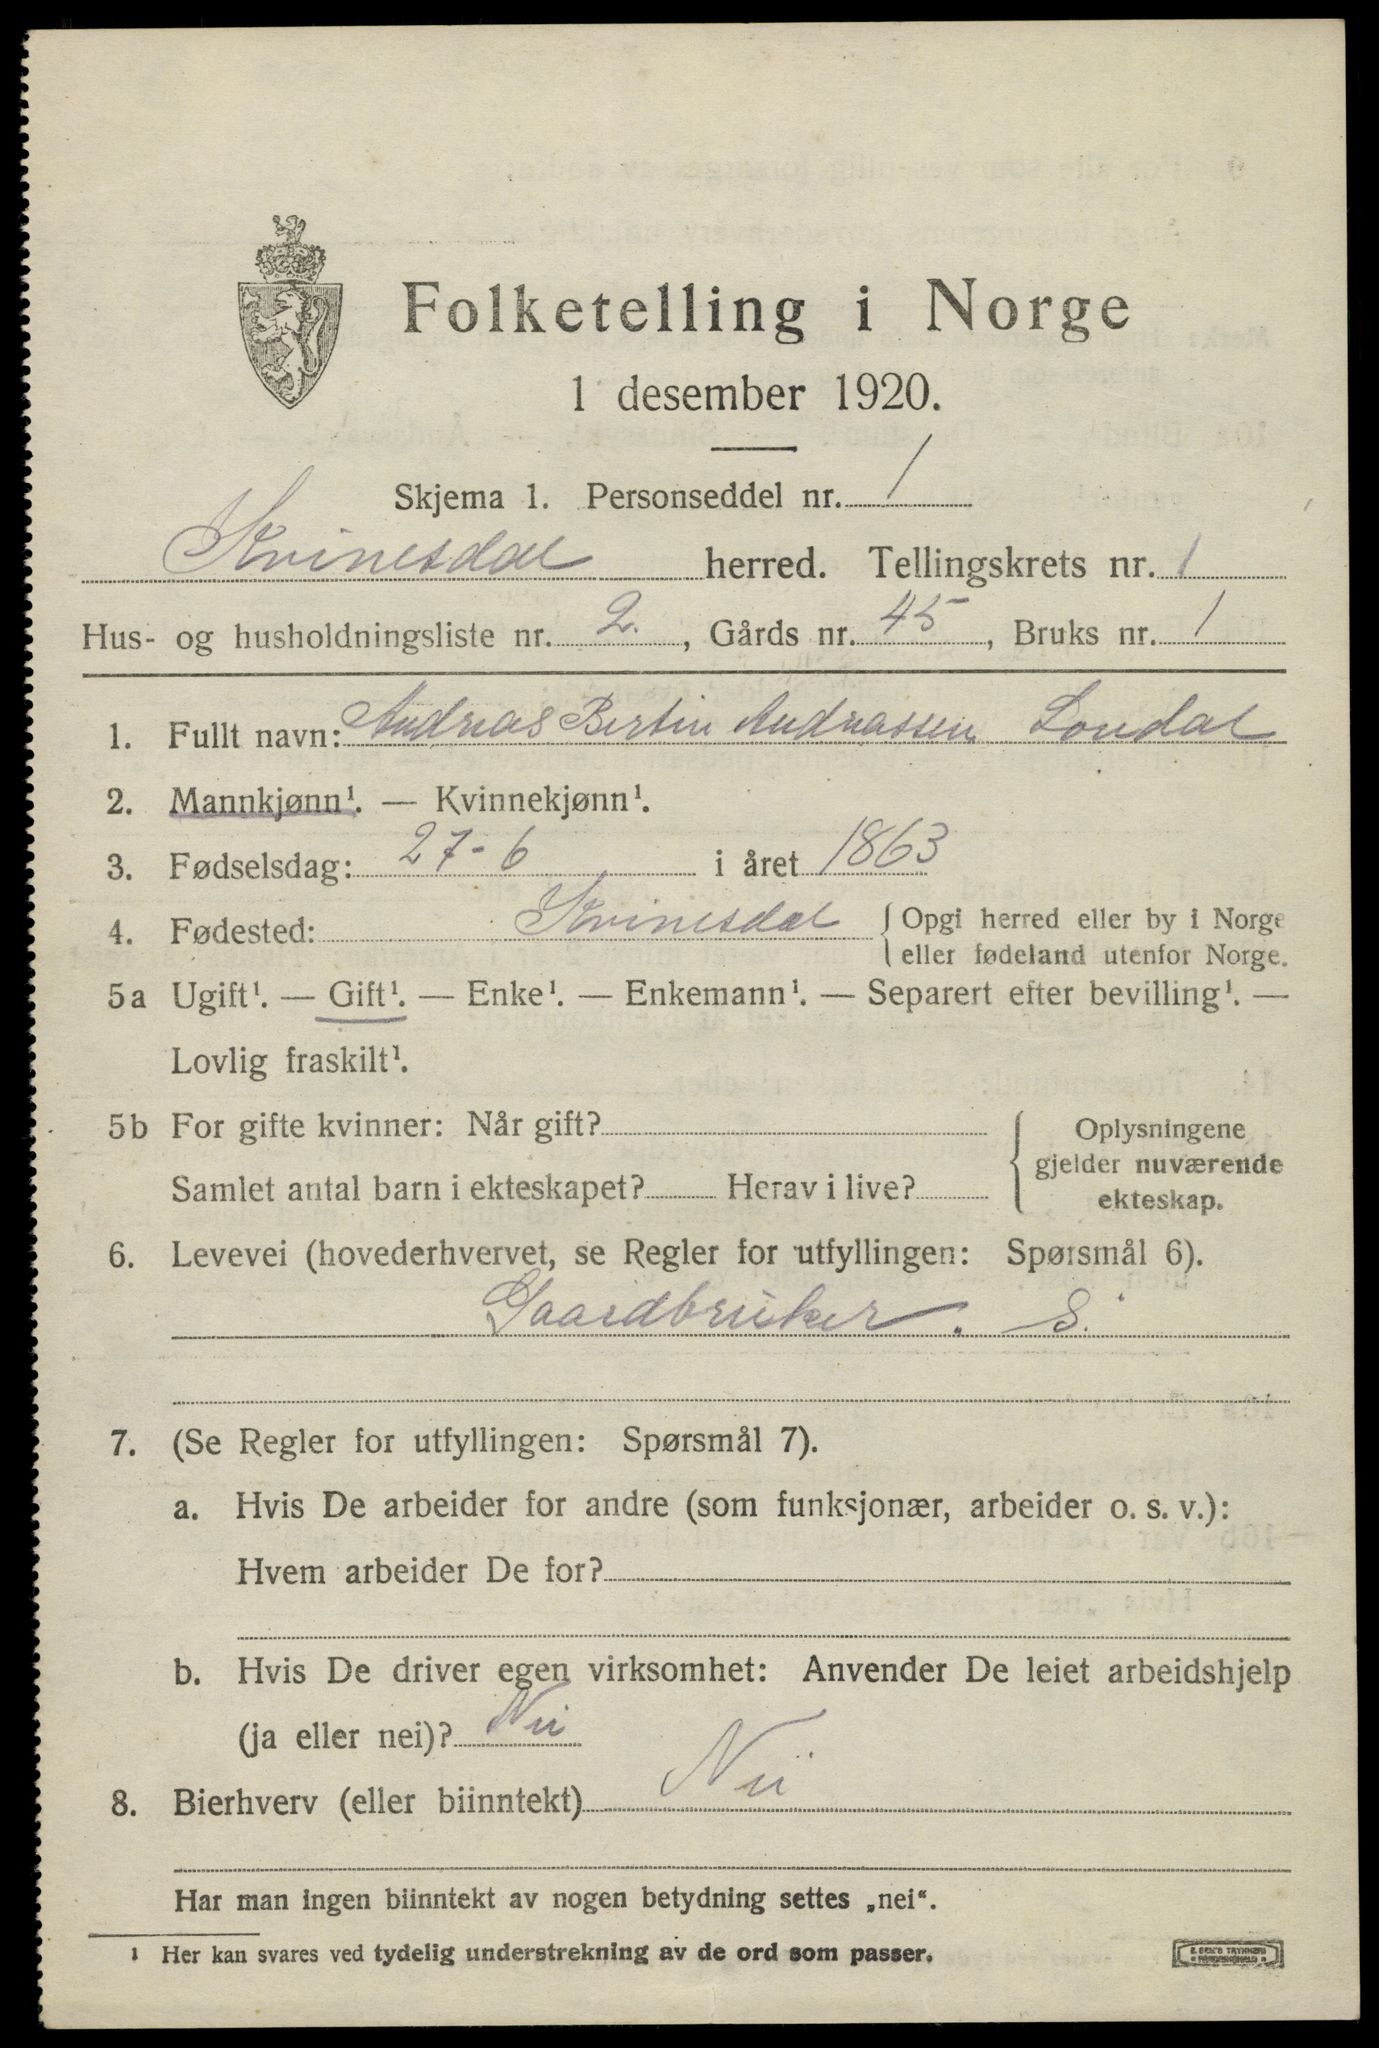 Folketelling i Norge
1 desember 1920.
Skjema 1. Personseddel nr. 1
Kvinesdal herred. Tellingskrets nr. 1
Hus- og husholdningsliste nr. 2. , Gårds nr. 45 , Bruks nr. 1
1. Fullt navn: Andreas Bertin Andreassen Londal
2. Mannkjønn¹. — Kvinnekjønn¹.
3. Fødselsdag: 27-6 i året 1863
4. Fødested: Kvinesdal { Opgi herred eller by i Norge
eller fødeland utenfor Norge.
5a Ugift¹. — Gift¹. — Enke¹. — Enkemann¹. — Separert efter bevilling¹. —
Lovlig fraskilt¹.
5b For gifte kvinner: Når gift?
Samlet antal barn i ekteskapet? Herav i live?
{ Oplysningene
gjelder nuværende
ekteskap.
6. Levevei (hovederhvervet, se Regler for utfyllingen: Spørsmål 6).
Gaardbruker. S.
7. (Se Regler for utfyllingen: Spørsmål 7).
a. Hvis De arbeider for andre (som funksjonær, arbeider o. s. v.):
Hvem arbeider De for?
b. Hvis De driver egen virksomhet: Anvender De leiet arbeidshjelp
(ja eller nei)? Nei
8. Bierhverv (eller biinntekt) Nei
Har man ingen biinntekt av nogen betydning settes „nei“.
1 Her kan svares ved tydelig understrekning av de ord som passer.